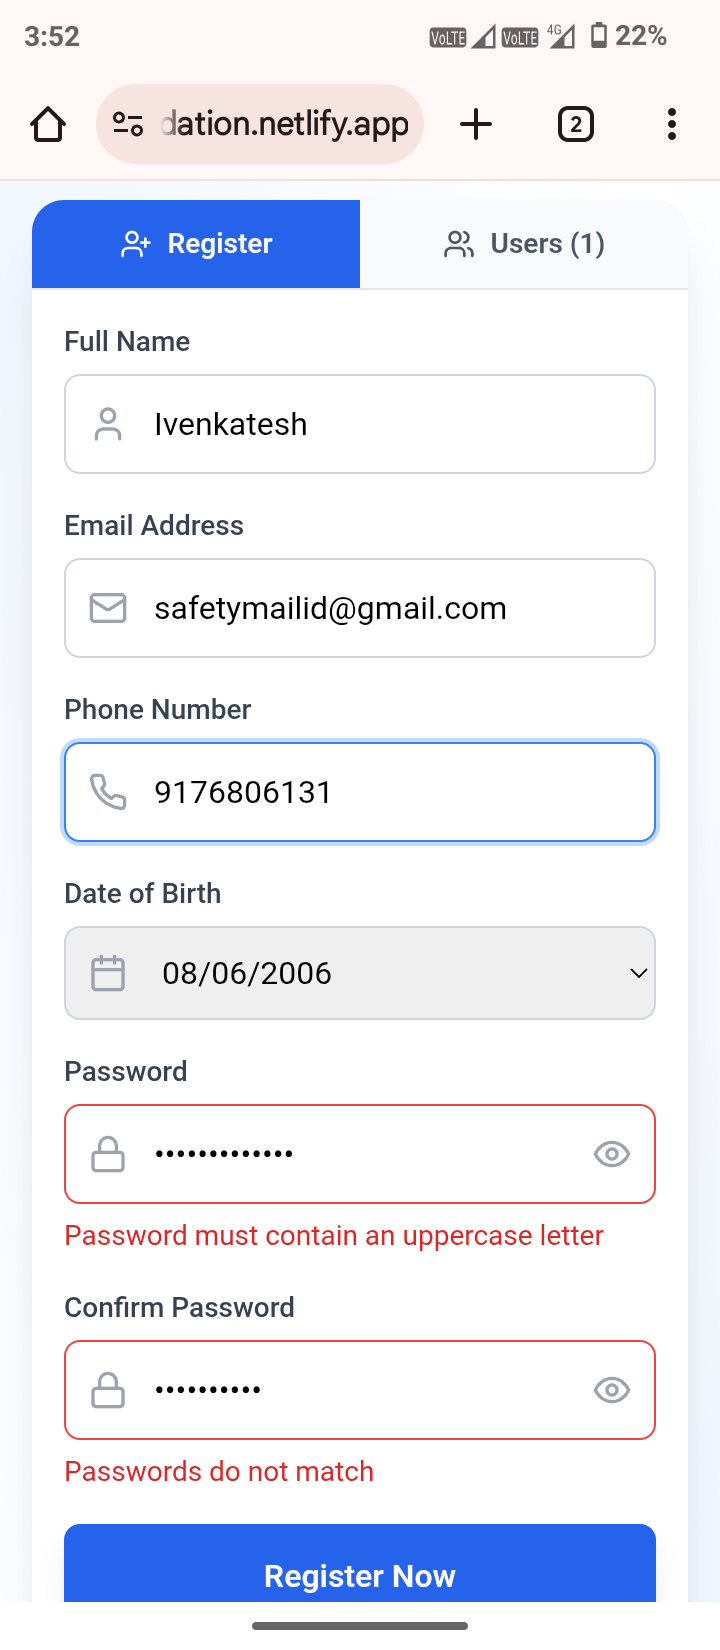 3:52
VoLTE VoLTE 4G 22%
dation.netlify.app
2
Register
Users (1)
Full Name
Ivenkatesh
Email Address
safetymailid@gmail.com
Phone Number
9176806131
Date of Birth
08/06/2006
Password
•••••••••••••
Password must contain an uppercase letter
Confirm Password
••••••••••
Passwords do not match
Register Now